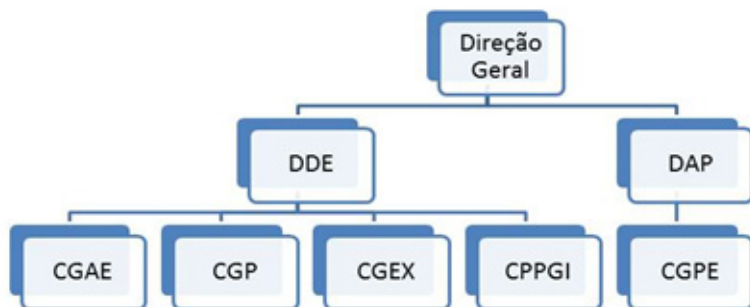 Direção
Geral
DDE
DAP
CGAE
CGP
CGEX
CPPGI
CGPE